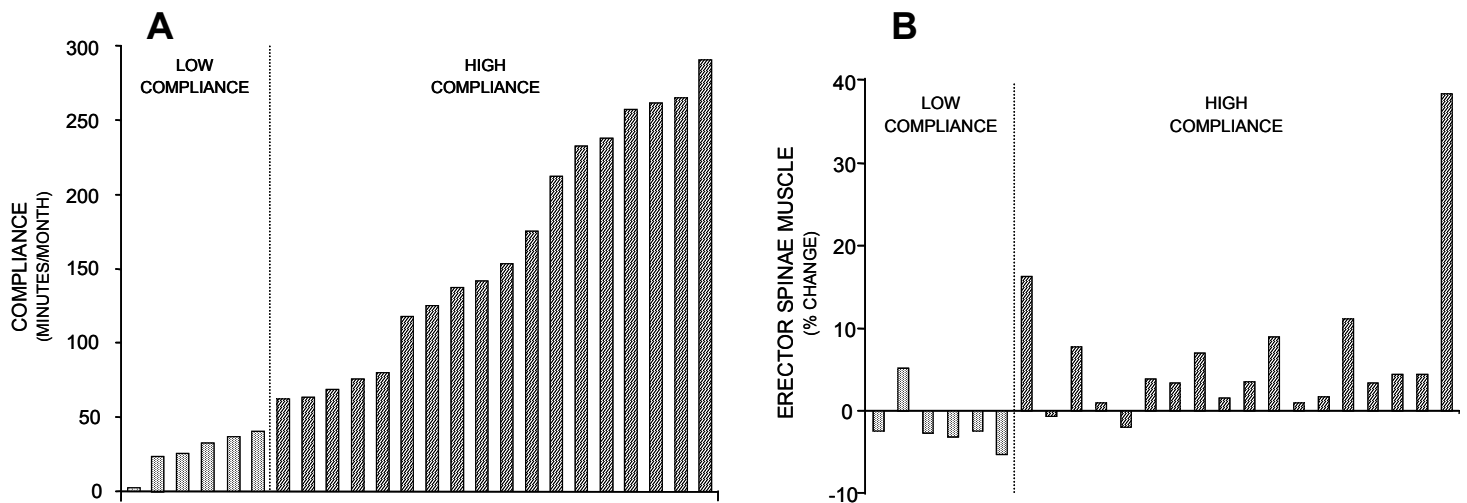 A
300
250
200
150
100
50
0
COMPLIANCE
(MINUTES/MONTH)
LOW
COMPLIANCE
HIGH
COMPLIANCE
B
40
30
20
10
0
-10
ERECTOR SPINAE MUSCLE
(% CHANGE)
LOW
COMPLIANCE
HIGH
COMPLIANCE